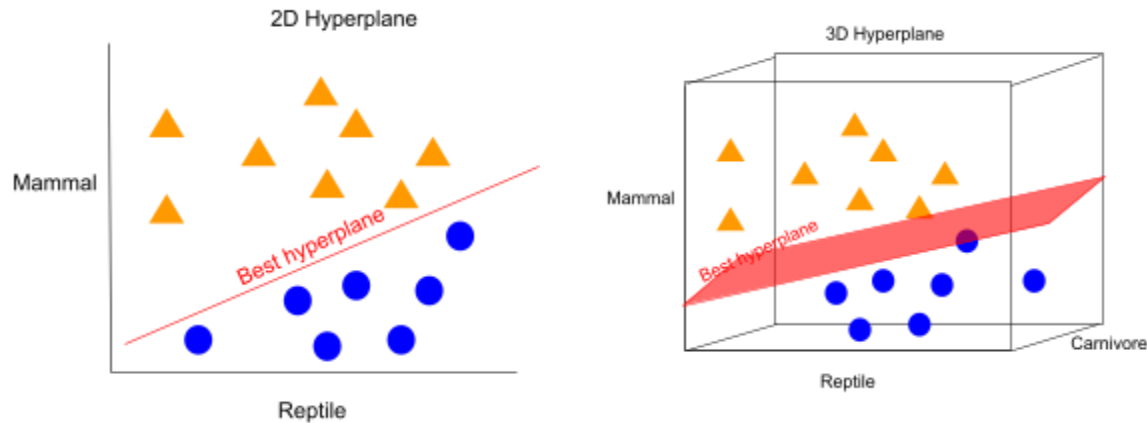 2D Hyperplane
Mammal
Best hyperplane
Reptile
3D Hyperplane
Mammal
Best hyperplane
Carnivore
Reptile